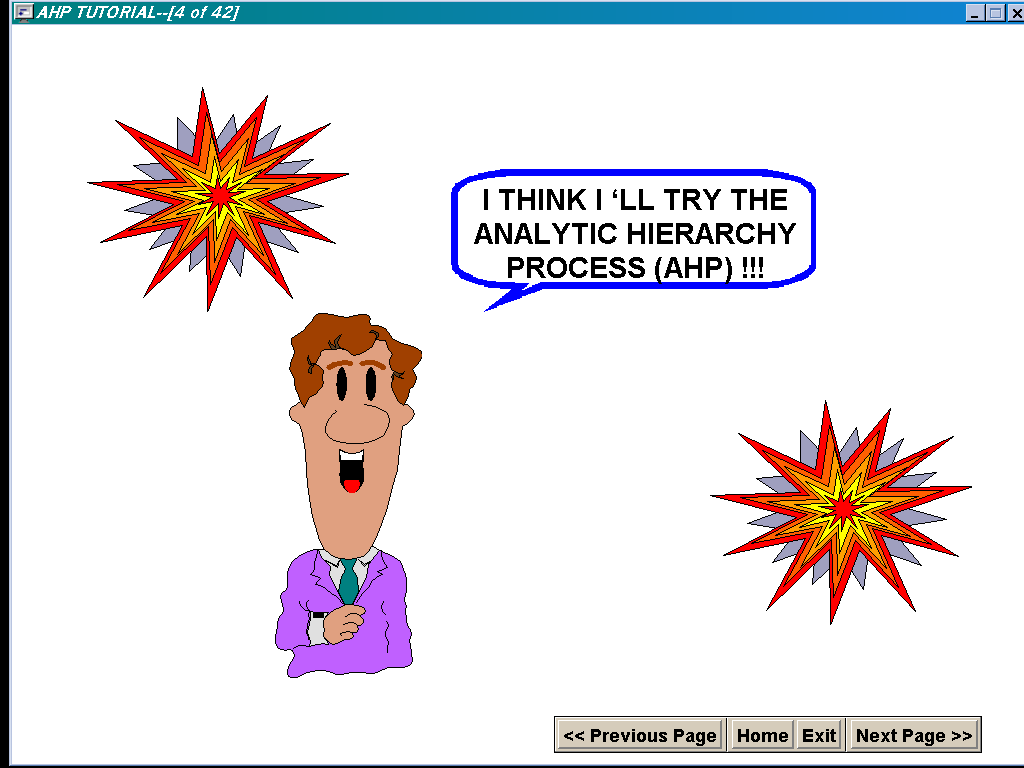 AHP TUTORIAL--[4 of 42]
I THINK I ‘LL TRY THE
ANALYTIC HIERARCHY
PROCESS (AHP) !!!
<< Previous Page Home Exit Next Page >>